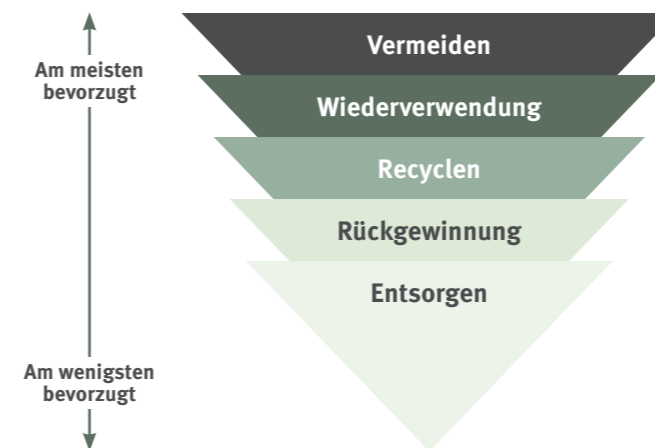 Am meisten
bevorzugt
Vermeiden
Wiederverwendung
Recyclen
Rückgewinnung
Entsorgen
Am wenigsten
bevorzugt